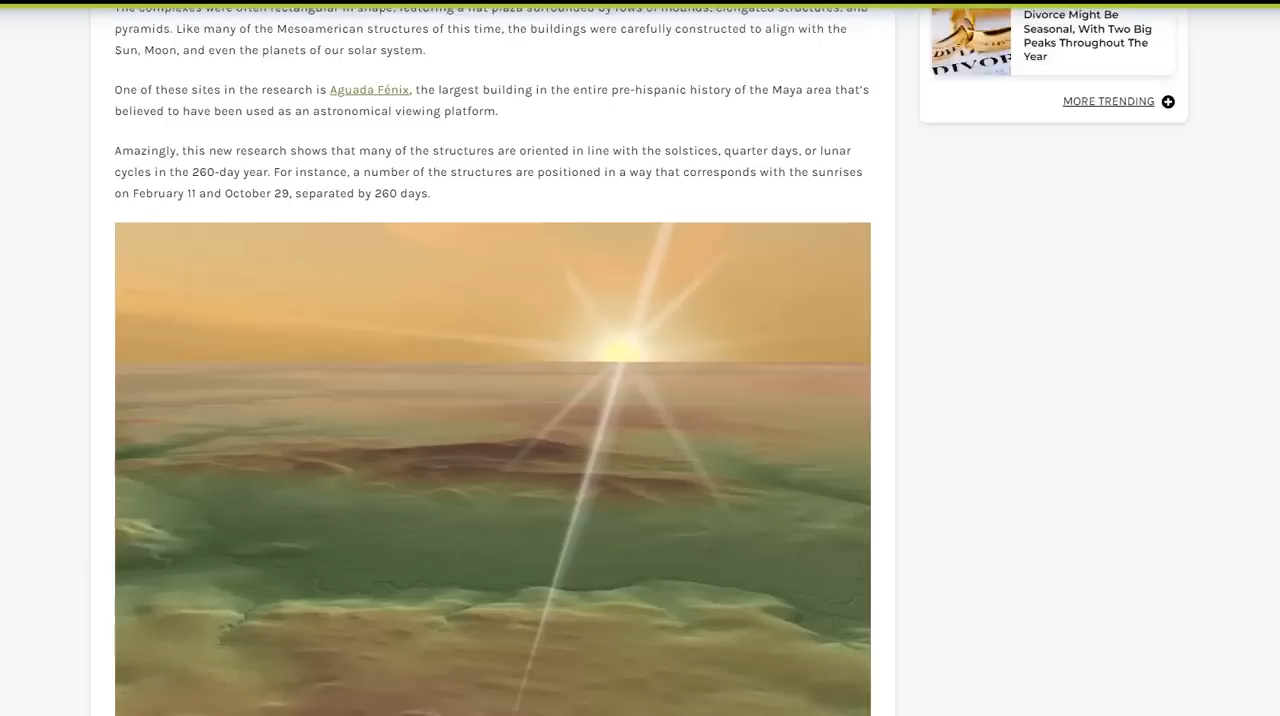 The complexes were often rectangular in shape, featuring a flat plaza surrounded by rows of mounds, elongated structures, and
pyramids. Like many of the Mesoamerican structures of this time, the buildings were carefully constructed to align with the
Sun, Moon, and even the planets of our solar system.
One of these sites in the research is Aguada Fénix, the largest building in the entire pre-hispanic history of the Maya area that's
believed to have been used as an astronomical viewing platform.
Amazingly, this new research shows that many of the structures are oriented in line with the solstices, quarter days, or lunar
cycles in the 260-day year. For instance, a number of the structures are positioned in a way that corresponds with the sunrises
on February 11 and October 29, separated by 260 days.
Divorce Might Be
Seasonal, With Two Big
Peaks Throughout The
Year
DIVOR
MORE TRENDING